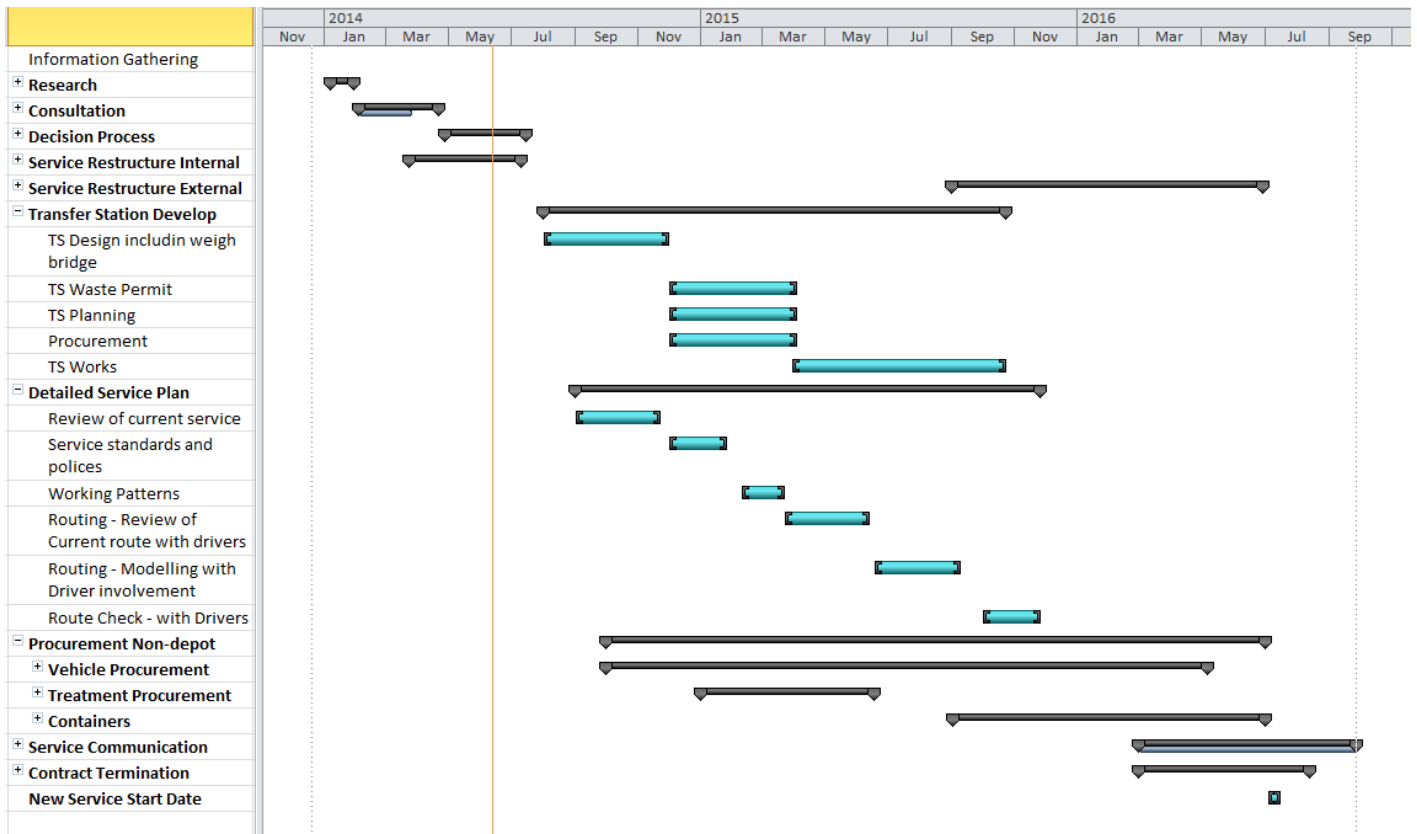 2014 2015 2016
Nov Jan Mar May Jul Sep Nov Jan Mar May Jul Sep Nov Jan Mar May Jul Sep
Information Gathering
Research
Consultation
Decision Process
Service Restructure Internal
Service Restructure External
Transfer Station Develop
TS Design includin weigh
bridge
TS Waste Permit
TS Planning
Procurement
TS Works
Detailed Service Plan
Review of current service
Service standards and
polices
Working Patterns
Routing - Review of
Current route with drivers
Routing - Modelling with
Driver involvement
Route Check - with Drivers
Procurement Non-depot
Vehicle Procurement
Treatment Procurement
Containers
Service Communication
Contract Termination
New Service Start Date